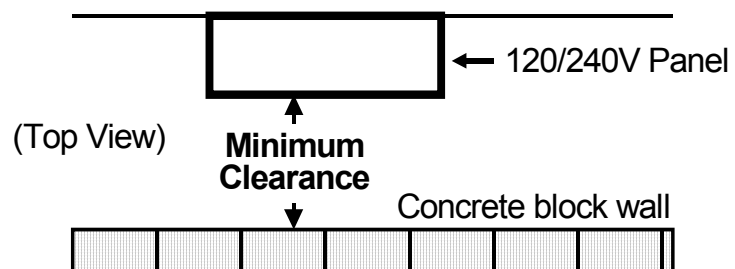 120/240V Panel
(Top View)
Minimum
Clearance
Concrete block wall